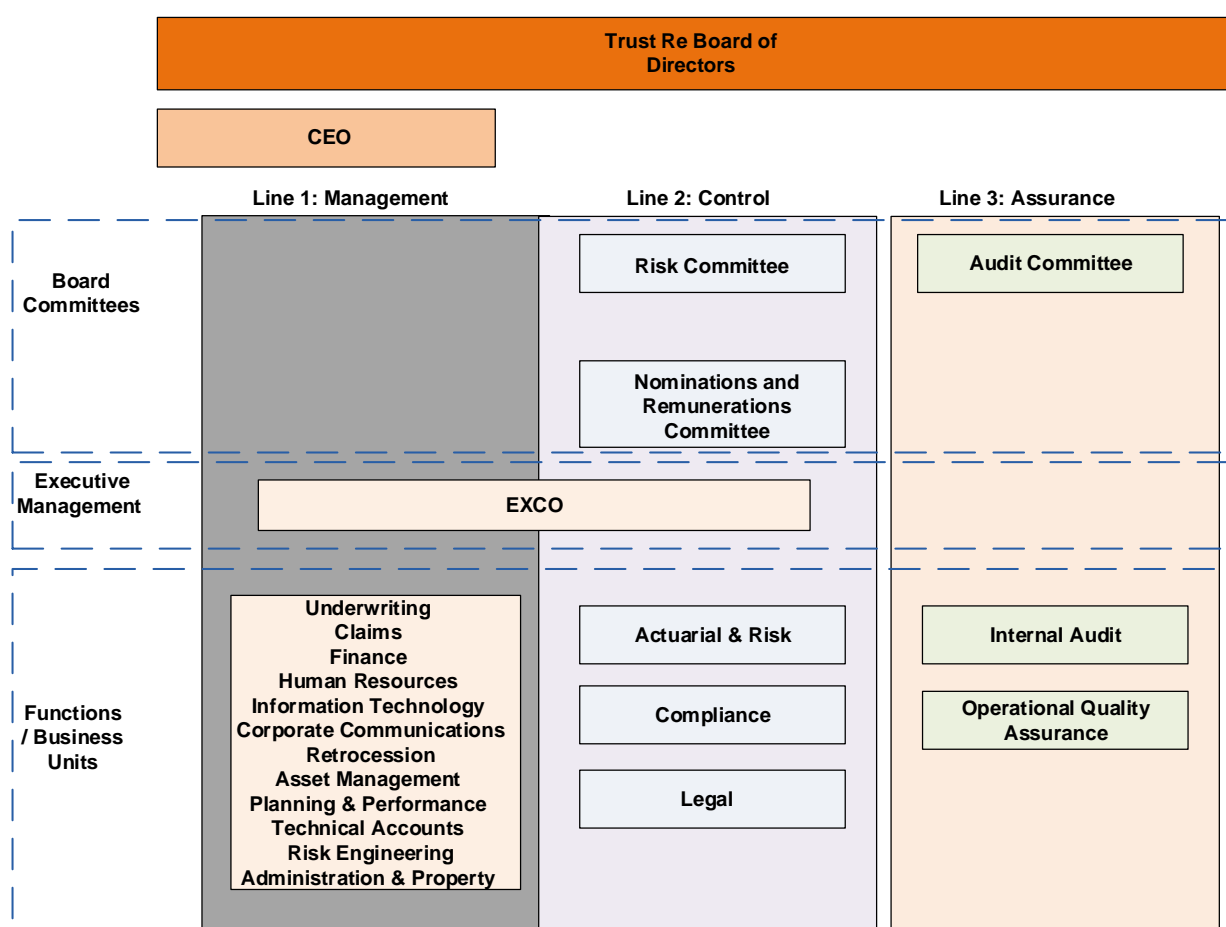 Trust Re Board of
Directors
CEO
Line 1: Management
Line 2: Control
Line 3: Assurance
Board
Committees
Risk Committee
Audit Committee
Nominations and
Remunerations
Committee
Executive
Management
EXCO
Functions
/ Business
Units
Underwriting
Claims
Finance
Human Resources
Information Technology
Corporate Communications
Retrocession
Asset Management
Planning & Performance
Technical Accounts
Risk Engineering
Administration & Property
Actuarial & Risk
Compliance
Legal
Internal Audit
Operational Quality
Assurance